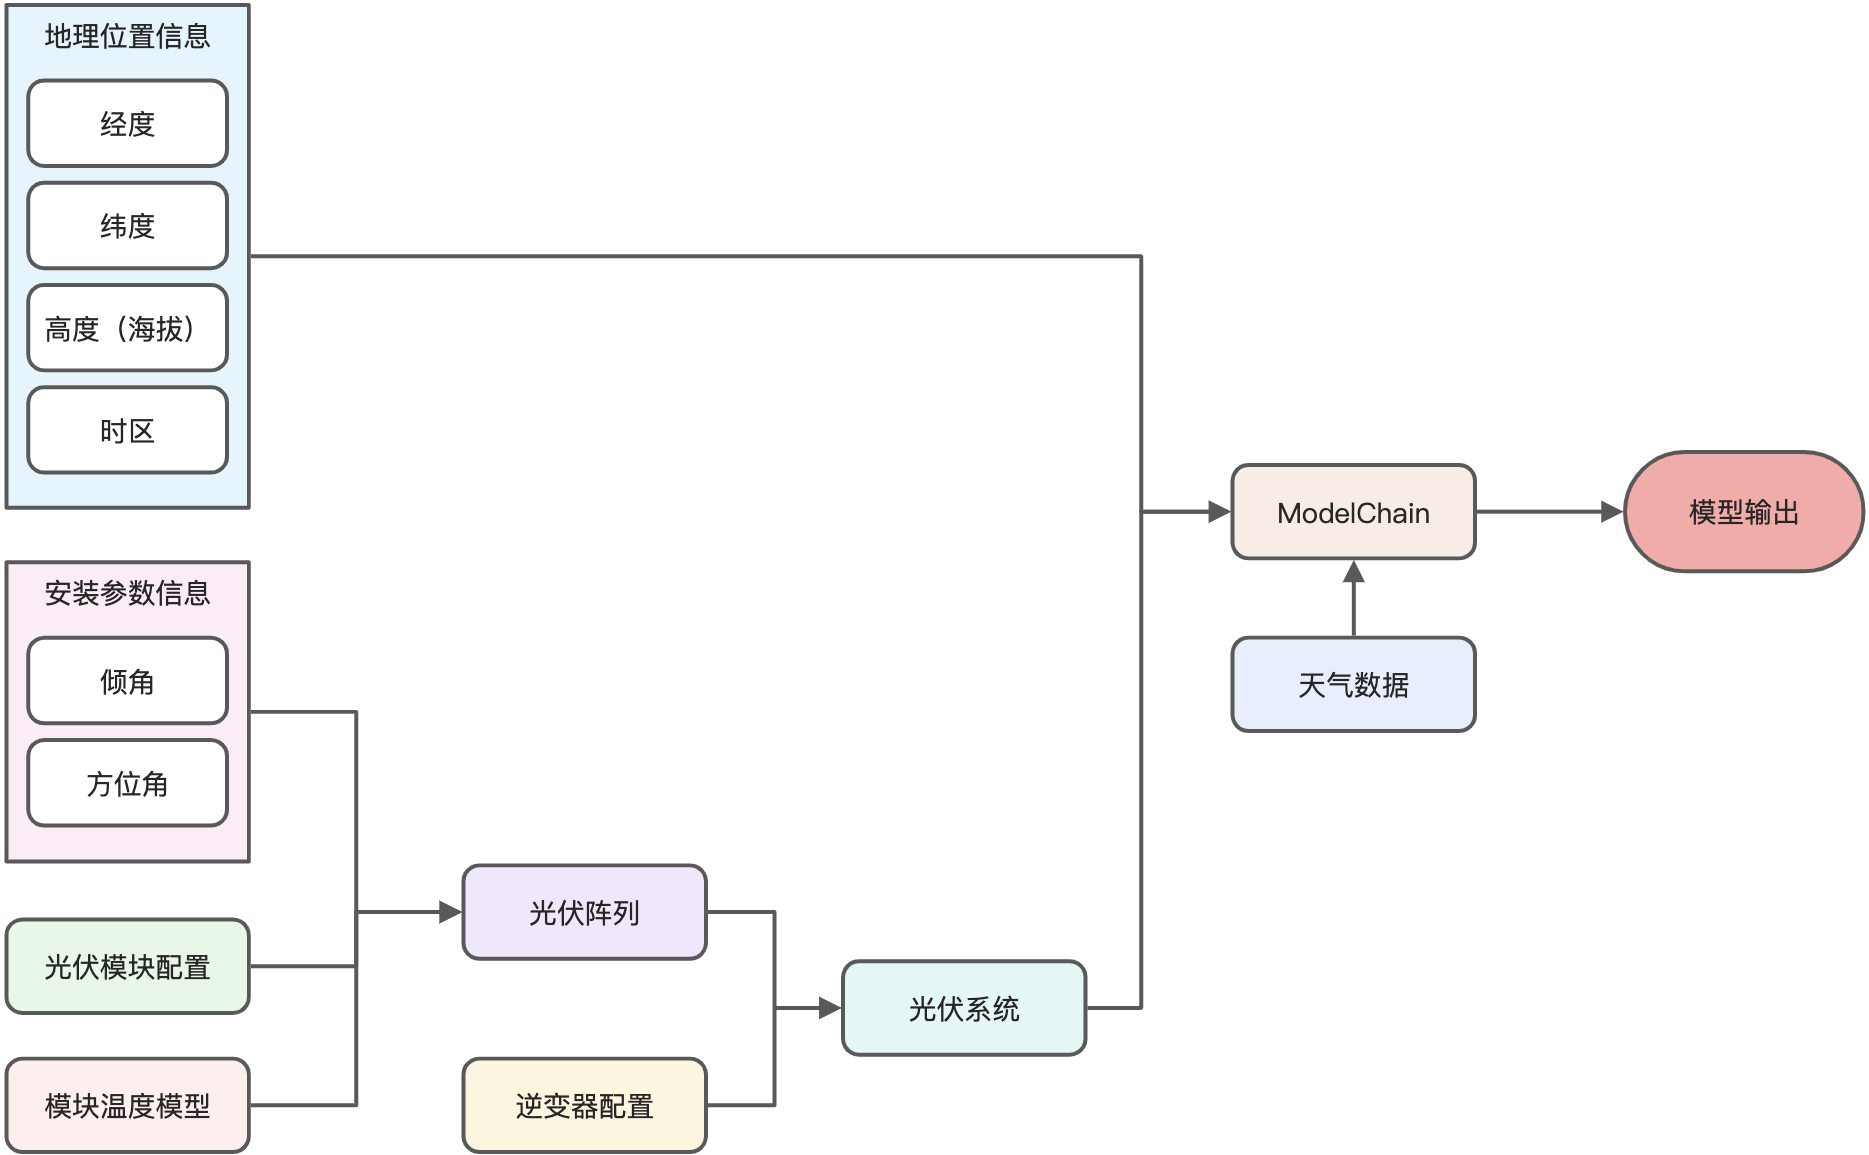 地理位置信息
经度
纬度
高度（海拔）
时区
安装参数信息
倾角
方位角
光伏模块配置
模块温度模型
光伏阵列
逆变器配置
光伏系统
ModelChain
天气数据
模型输出